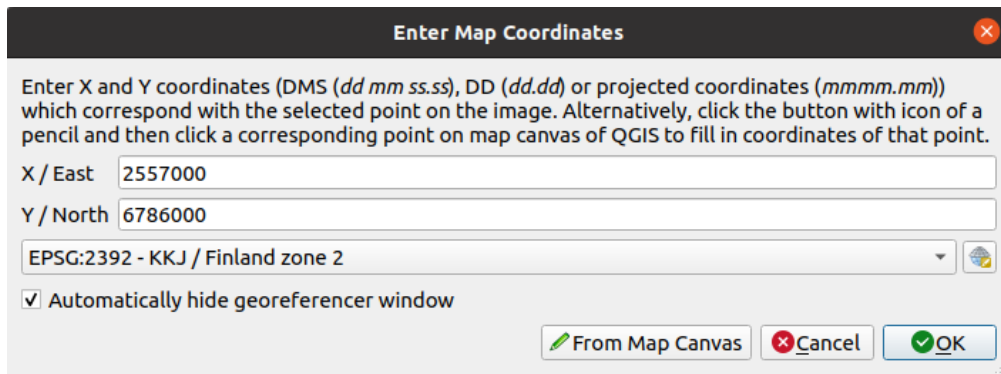 Enter Map Coordinates
Enter X and Y coordinates (DMS (dd mm ss.ss), DD (dd.dd) or projected coordinates (mmmm.mm))
which correspond with the selected point on the image. Alternatively, click the button with icon of a
pencil and then click a corresponding point on map canvas of QGIS to fill in coordinates of that point.
X / East 2557000
Y / North 6786000
EPSG:2392 - KKJ / Finland zone 2
Automatically hide georeferencer window
From Map Canvas Cancel OK